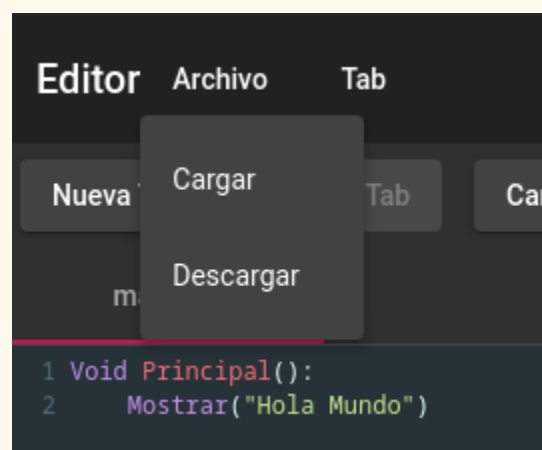 Editor Archivo Tab
Cargar
Nueva Tab
Descargar
1 Void Principal():
2 Mostrar("Hola Mundo")